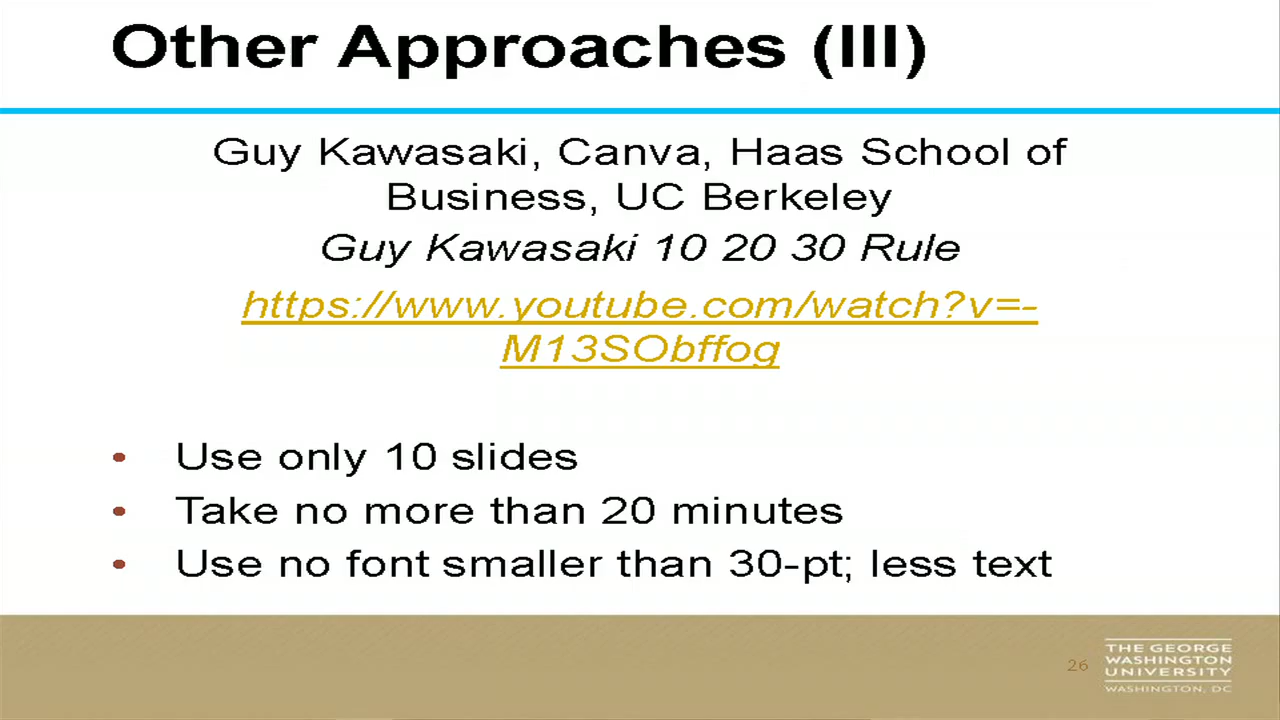 Other Approaches (III)
Guy Kawasaki, Canva, Haas School of
Business, UC Berkeley
Guy Kawasaki 10 20 30 Rule
https://www.youtube.com/watch?v=-
M13SObffog
• Use only 10 slides
• Take no more than 20 minutes
• Use no font smaller than 30-pt; less text
26
THE GEORGE
WASHINGTON
UNIVERSITY
WASHINGTON, DC